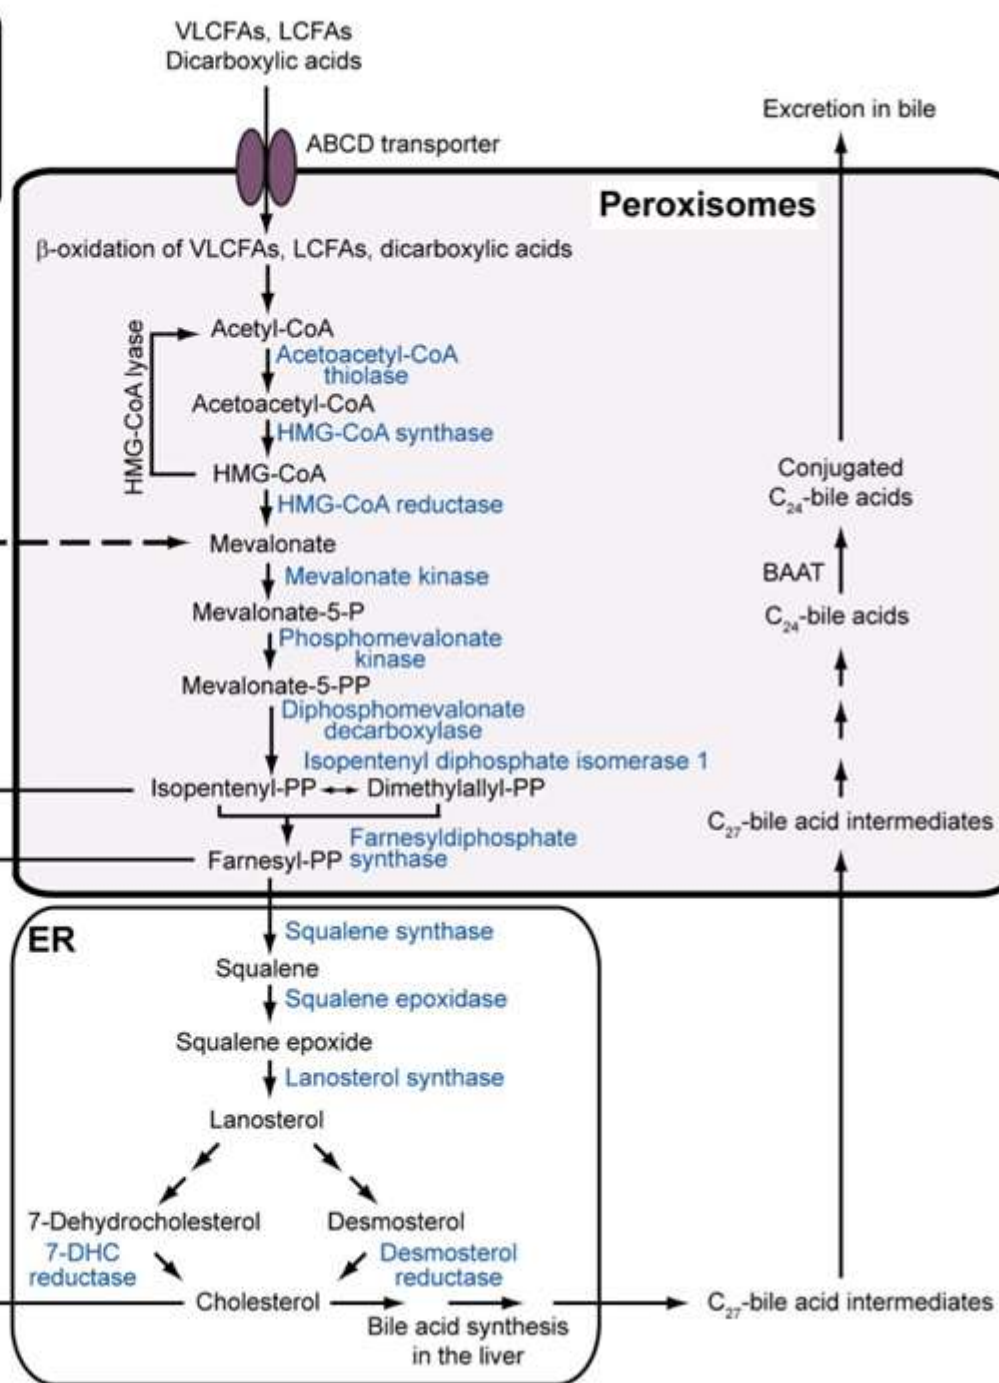 VLCFAs, LCFAs
Dicarboxylic acids
ABCD transporter
Excretion in bile
Peroxisomes
β-oxidation of VLCFAs, LCFAs, dicarboxylic acids
HMG-CoA lyase
Acetyl-CoA
Acetoacetyl-CoA
thiolase
Acetoacetyl-CoA
HMG-CoA synthase
HMG-CoA
HMG-CoA reductase
Mevalonate
Mevalonate kinase
Mevalonate-5-P
Phosphomevalonate
kinase
Mevalonate-5-PP
Diphosphomevalonate
decarboxylase
Isopentenyl diphosphate isomerase 1
Isopentenyl-PP Dimethylallyl-PP
Farnesyldiphosphate
synthase
Farnesyl-PP
Conjugated
C24-bile acids
BAAT
C24-bile acids
C27-bile acid intermediates
ER
Squalene synthase
Squalene
Squalene epoxidase
Squalene epoxide
Lanosterol synthase
Lanosterol
7-Dehydrocholesterol
Desmosterol
7-DHC
reductase
Desmosterol
reductase
Cholesterol
Bile acid synthesis
in the liver
C27-bile acid intermediates